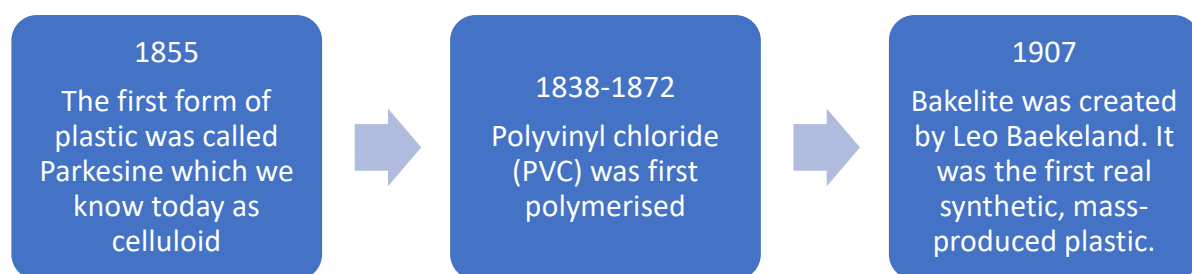 1855
The first form of
plastic was called
Parkesine which we
know today as
celluloid
1838-1872
Polyvinyl chloride
(PVC) was first
polymerised
1907
Bakelite was created
by Leo Baekeland. It
was the first real
synthetic, mass-
produced plastic.